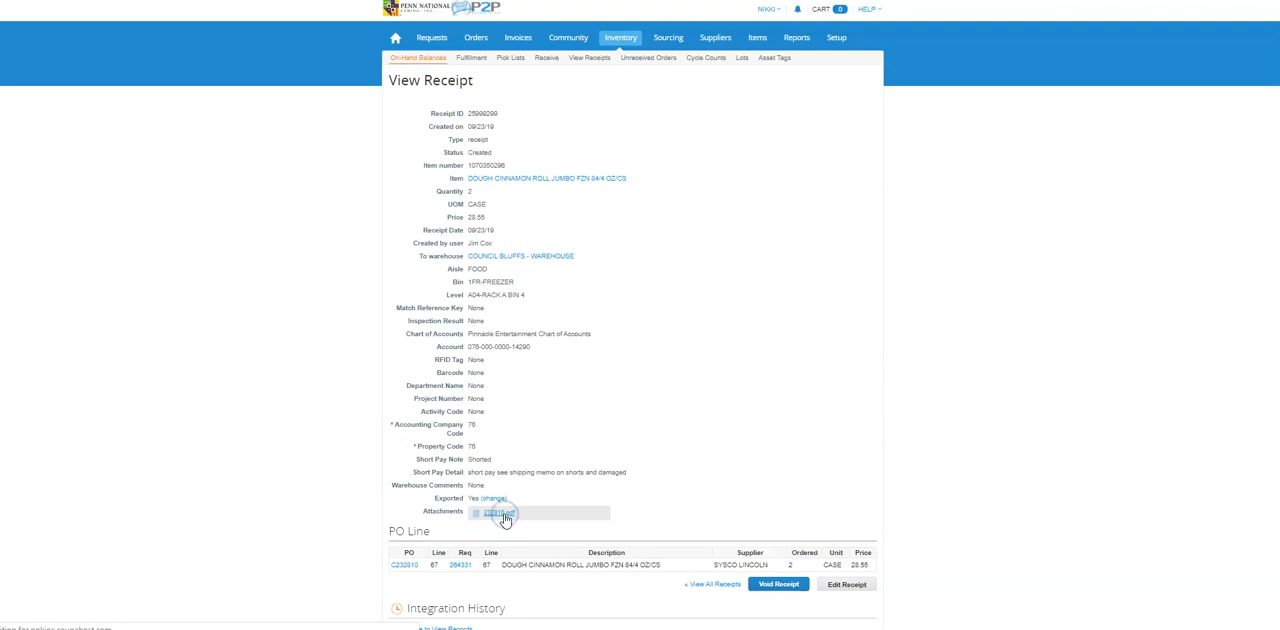 PENN NATIONAL
GAMING, INC.
P2P
NIKKI
CART 0
HELP
Requests Orders Invoices Community Inventory Sourcing Suppliers Items Reports Setup
On-Hand Balances Fulfillment Pick Lists Receive View Receipts Unreceived Orders Cycle Counts Lots Asset Tags
View Receipt
Receipt ID 25999299
Created on 09/23/19
Type receipt
Status Created
Item number 1070350296
Item DOUGH CINNAMON ROLL JUMBO FZN 84/4 OZ/CS
Quantity 2
UOM CASE
Price 28.55
Receipt Date 09/23/19
Created by user Jim Cox
To warehouse COUNCIL BLUFFS - WAREHOUSE
Aisle FOOD
Bin 1FR-FREEZER
Level A04-RACK A BIN 4
Match Reference Key None
Inspection Result None
Chart of Accounts Pinnacle Entertainment Chart of Accounts
Account 076-000-0000-14290
RFID Tag None
Barcode None
Department Name None
Project Number None
Activity Code None
* Accounting Company
Code 76
* Property Code 76
Short Pay Note Shorted
Short Pay Detail short pay see shipping memo on shorts and damaged
Warehouse Comments None
Exported Yes (change)
Attachments 232810.pdf
PO Line
PO Line Req Line Description Supplier Ordered Unit Price
C232810 67 264331 67 DOUGH CINNAMON ROLL JUMBO FZN 84/4 OZ/CS SYSCO LINCOLN 2 CASE 28.55
« View All Receipts Void Receipt Edit Receipt
Integration History